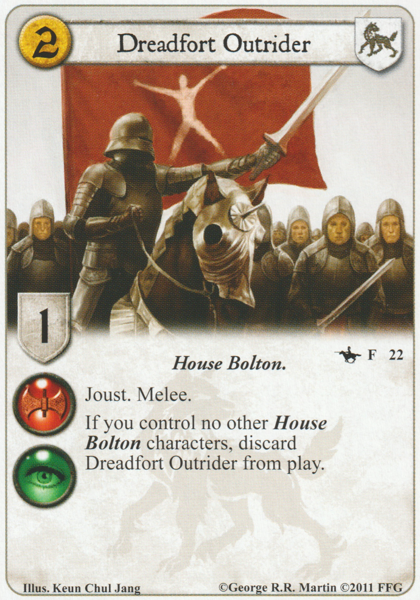 2
Dreadfort Outrider
1
F 22
House Bolton.
Joust. Melee.
If you control no other House
Bolton characters, discard
Dreadfort Outrider from play.
Illus. Keun Chul Jang
©George R.R. Martin ©2011 FFG